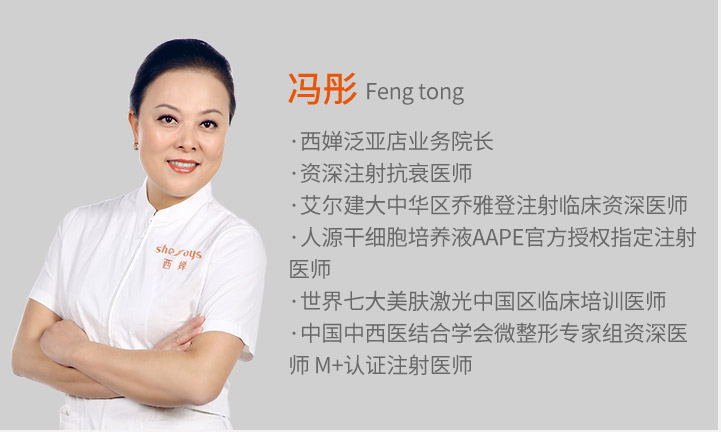 冯彤 Feng tong
·西婵泛亚店业务院长
·资深注射抗衰医师
·艾尔建大中华区乔雅登注射临床资深医师
·人源干细胞培养液AAPE官方授权指定注射
医师
·世界七大美肤激光中国区临床培训医师
·中国中西医结合学会微整形专家组资深医
师 M+认证注射医师
shesays
西婵